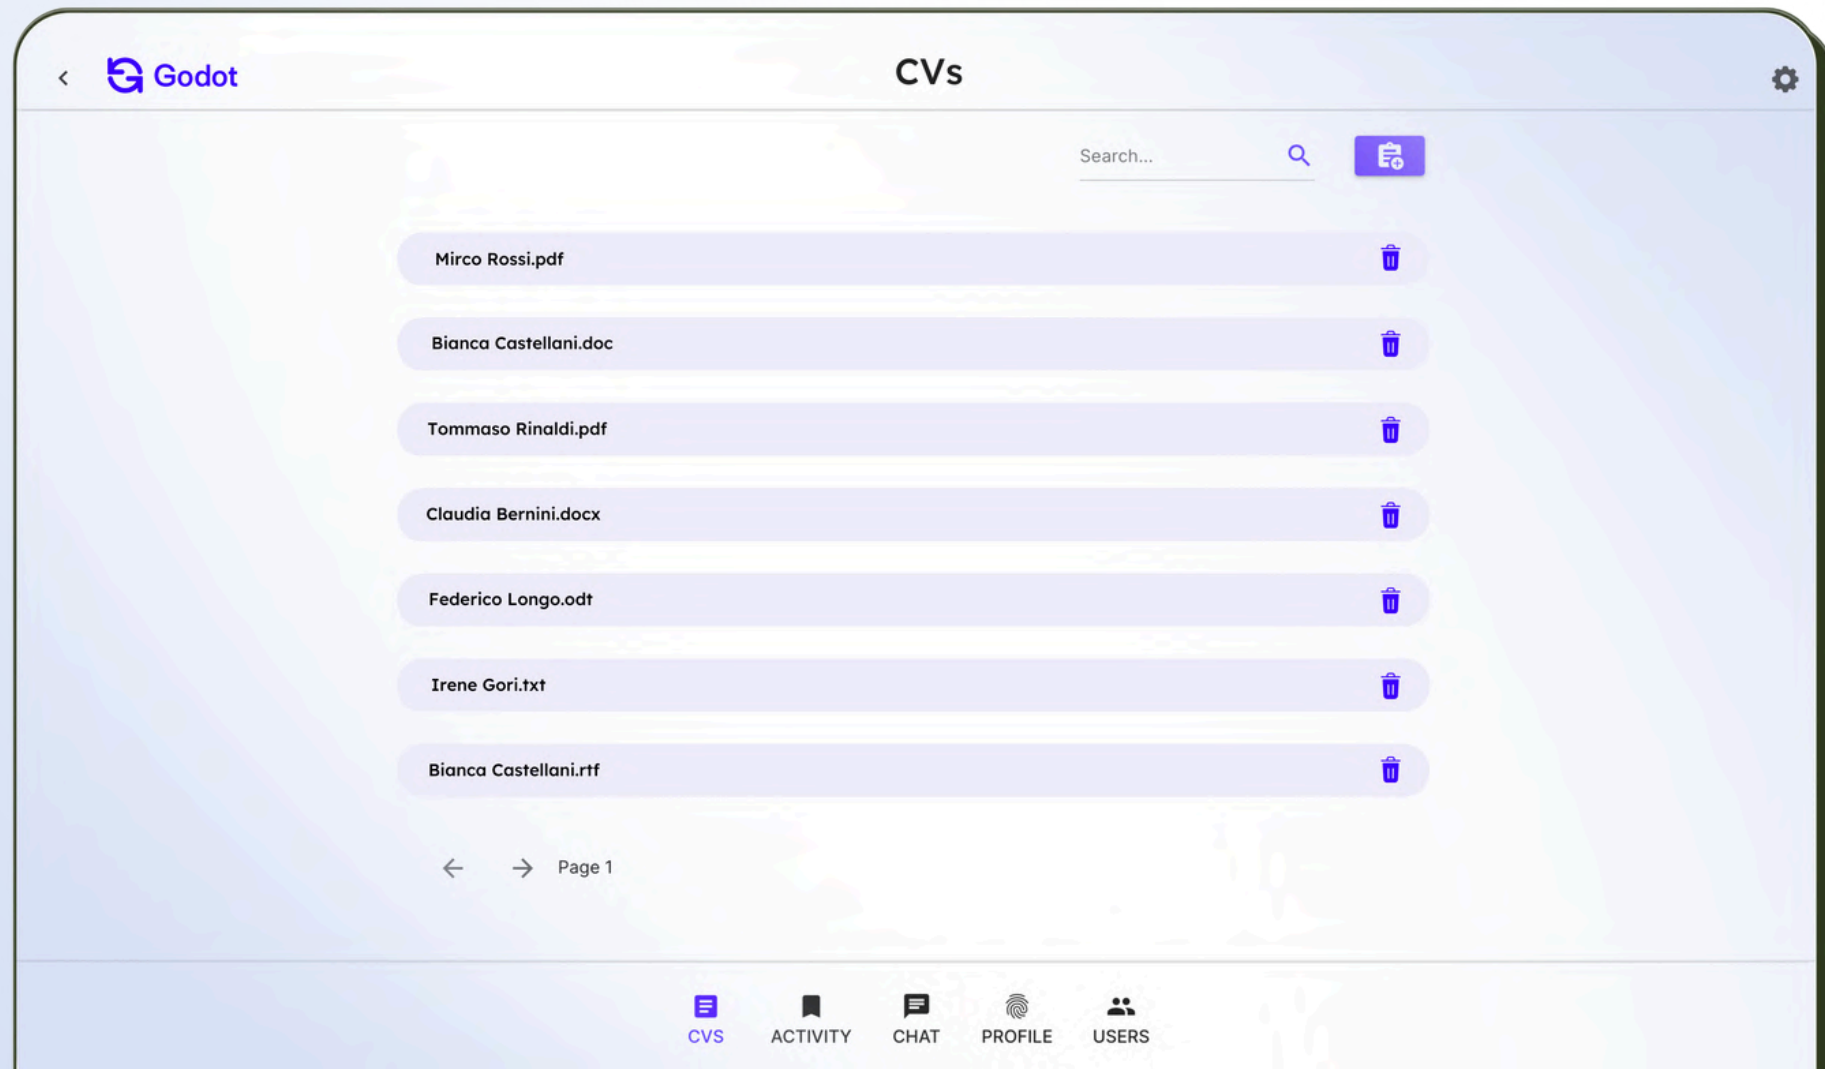 Godot
CVs
Search...
Mirco Rossi.pdf
Bianca Castellani.doc
Tommaso Rinaldi.pdf
Claudia Bernini.docx
Federico Longo.odt
Irene Gori.txt
Bianca Castellani.rtf
Page 1
CVS ACTIVITY CHAT PROFILE USERS